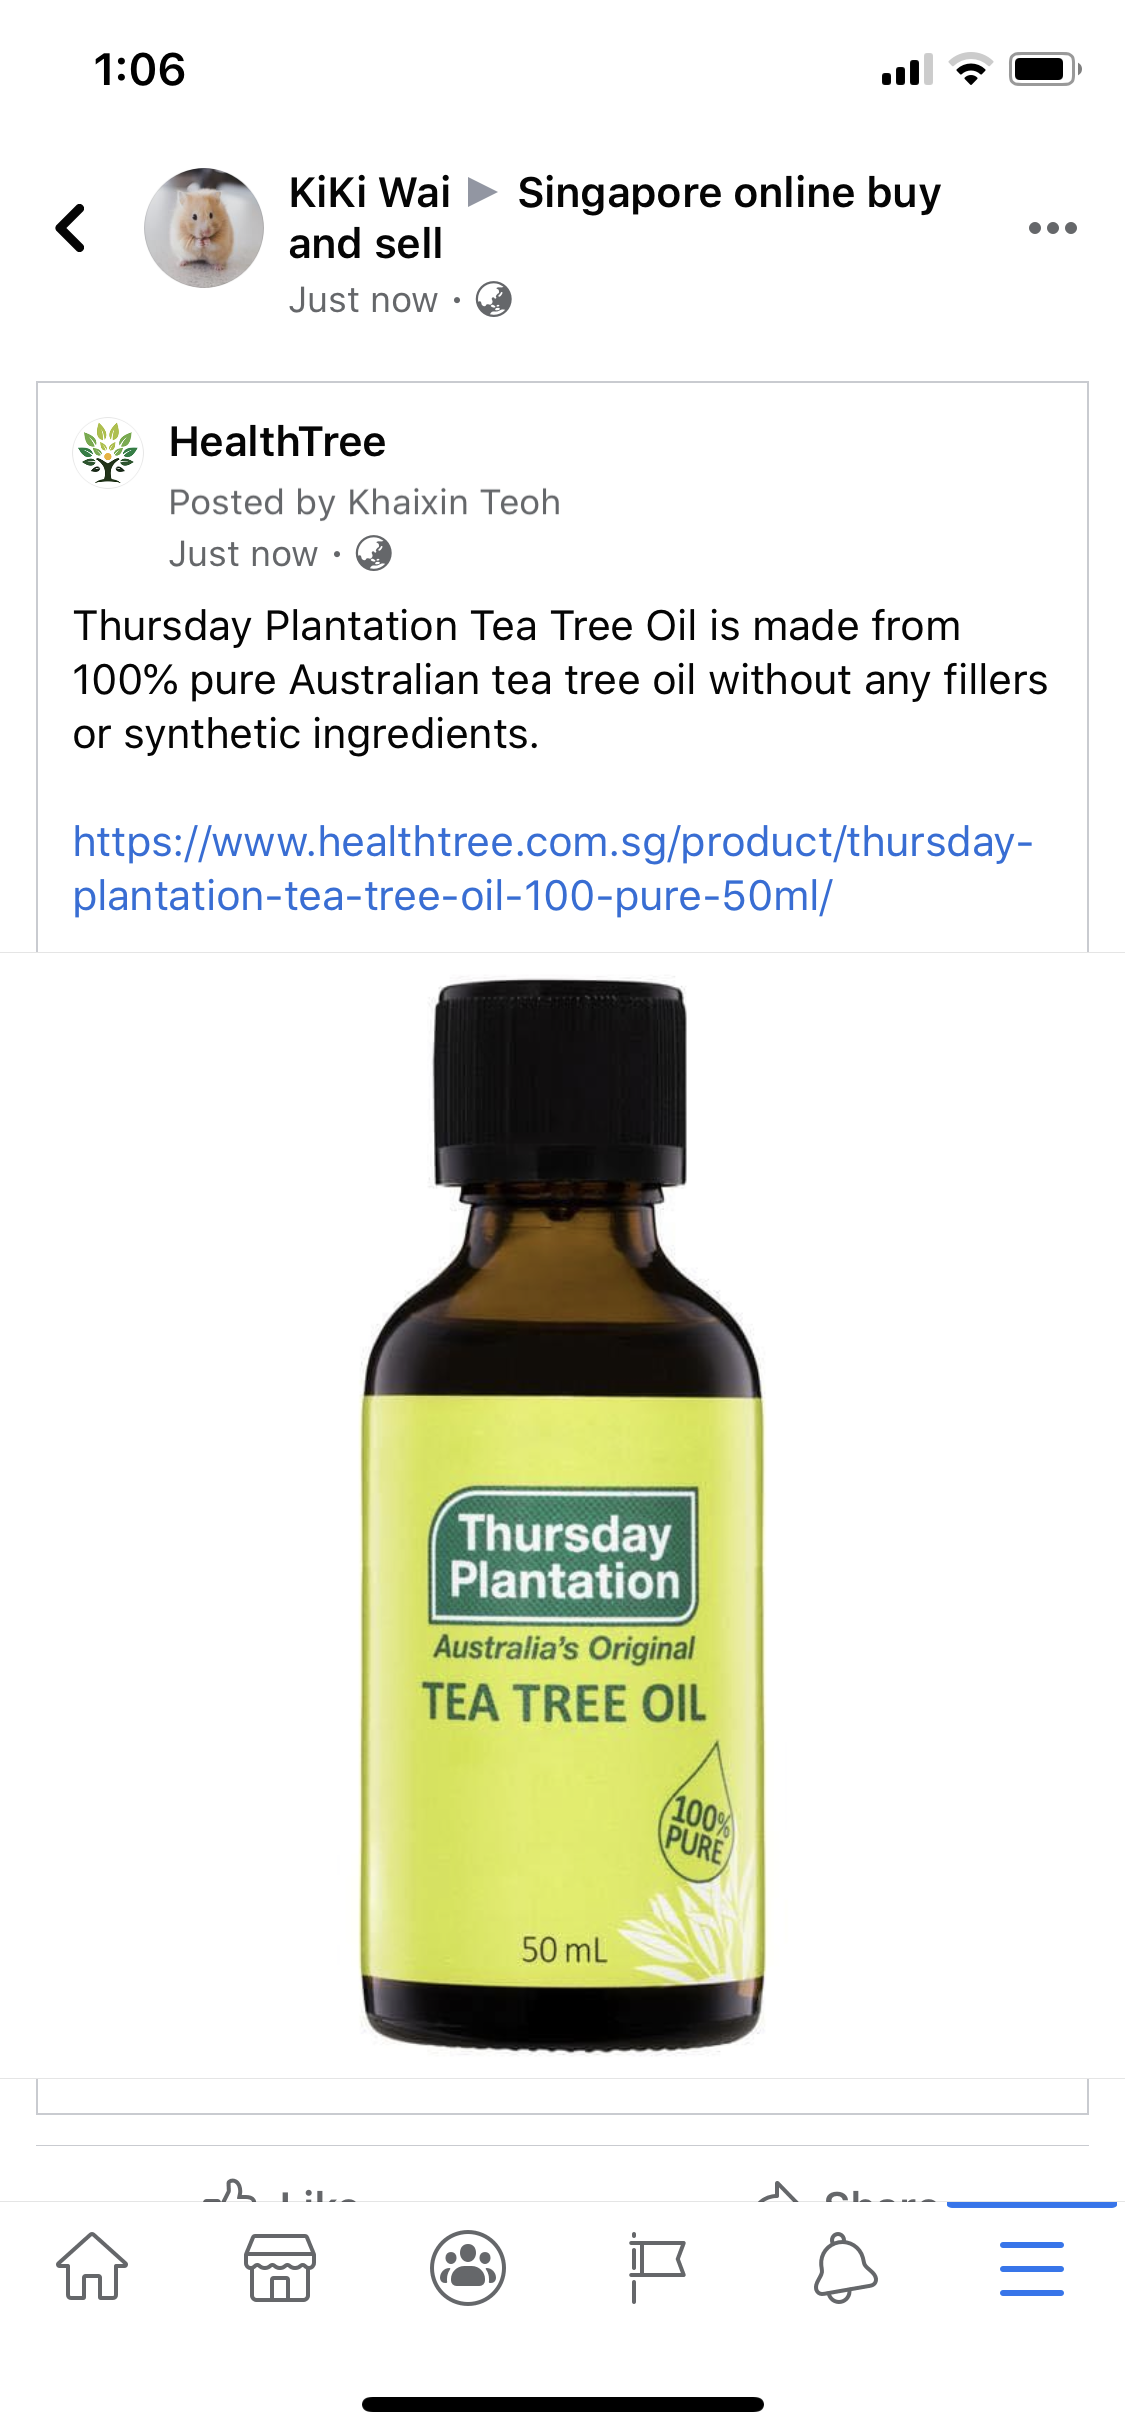 1:06
KiKi Wai ▶ Singapore online buy
and sell
Just now ·
HealthTree
Posted by Khaixin Teoh
Just now ·
Thursday Plantation Tea Tree Oil is made from
100% pure Australian tea tree oil without any fillers
or synthetic ingredients.
https://www.healthtree.com.sg/product/thursday-
plantation-tea-tree-oil-100-pure-50ml/
Thursday
Plantation
Australia's Original
TEA TREE OIL
100%
PURE
50 mL
Like Share